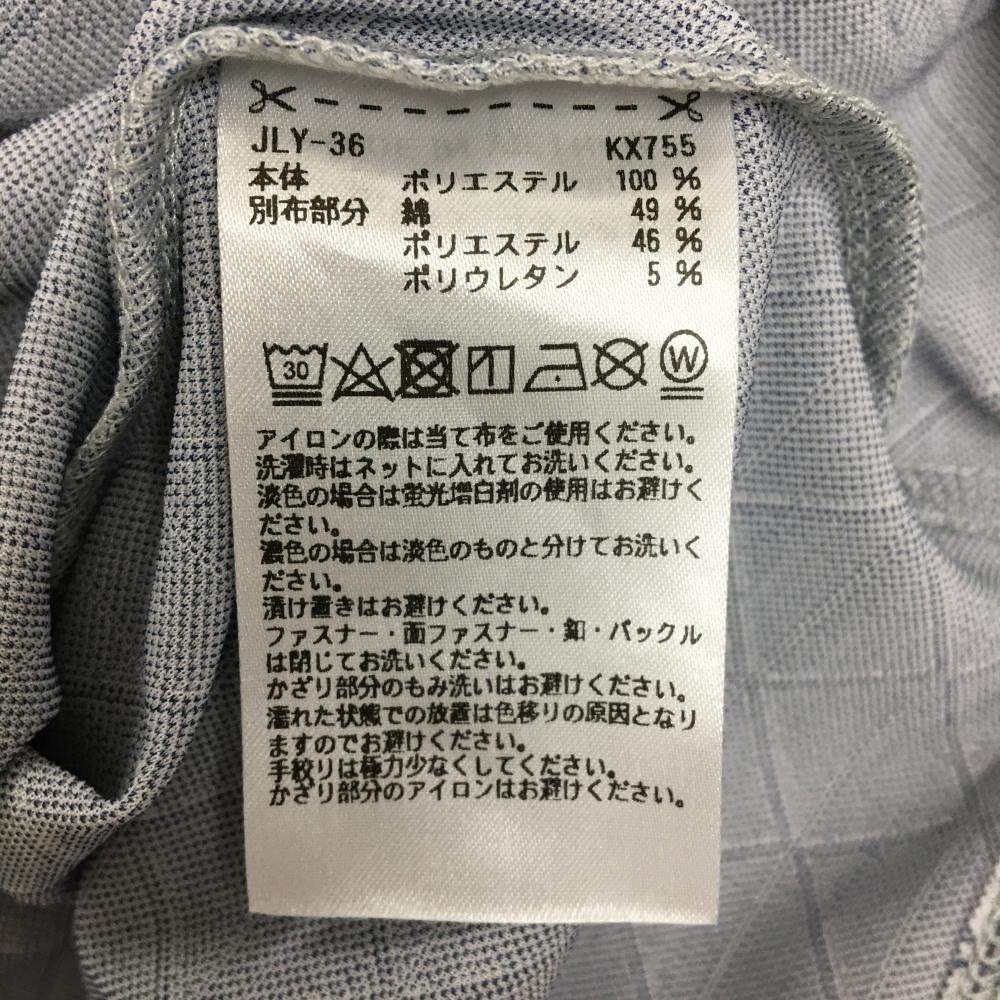 JLY-36 KX755
本体 ポリエステル 100 %
別布部分 綿 49 %
ポリエステル 46 %
ポリウレタン 5 %
30 W
アイロンの際は当て布をご使用ください。
洗濯時はネットに入れてお洗いください。
淡色の場合は蛍光増白剤の使用はお避けく
ださい。
濃色の場合は淡色のものと分けてお洗いく
ださい。
漬け置きはお避けください。
ファスナー・面ファスナー・釦・バックル
は閉じてお洗いください。
かざり部分のもみ洗いはお避けください。
濡れた状態での放置は色移りの原因となり
ますのでお避けください。
手絞りは極力少なくしてください。
かざり部分のアイロンはお避けください。